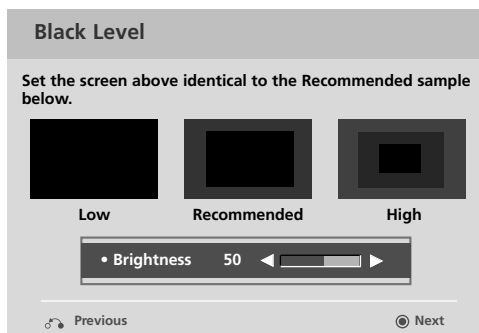 Black Level
Set the screen above identical to the Recommended sample
below.
Low Recommended High
• Brightness 50
Previous Next